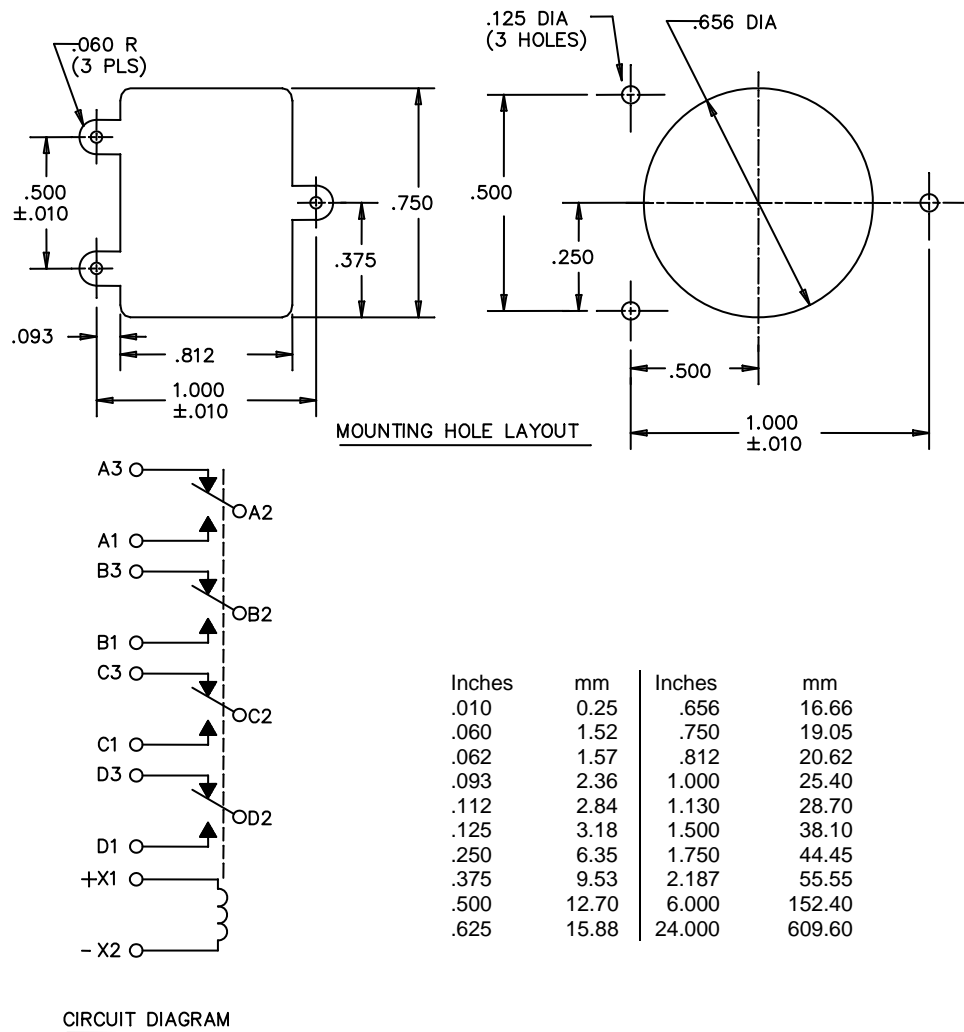 .060 R
(3 PLS)
.500
±.010
.750
.375
.093
.812
1.000
±.010
.125 DIA
(3 HOLES)
.656 DIA
.500
.250
.500
1.000
±.010
MOUNTING HOLE LAYOUT
A3
A2
A1
B3
B2
B1
C3
C2
C1
D3
D2
D1
+X1
- X2
CIRCUIT DIAGRAM
Inches mm Inches mm
.010 0.25 .656 16.66
.060 1.52 .750 19.05
.062 1.57 .812 20.62
.093 2.36 1.000 25.40
.112 2.84 1.130 28.70
.125 3.18 1.500 38.10
.250 6.35 1.750 44.45
.375 9.53 2.187 55.55
.500 12.70 6.000 152.40
.625 15.88 24.000 609.60